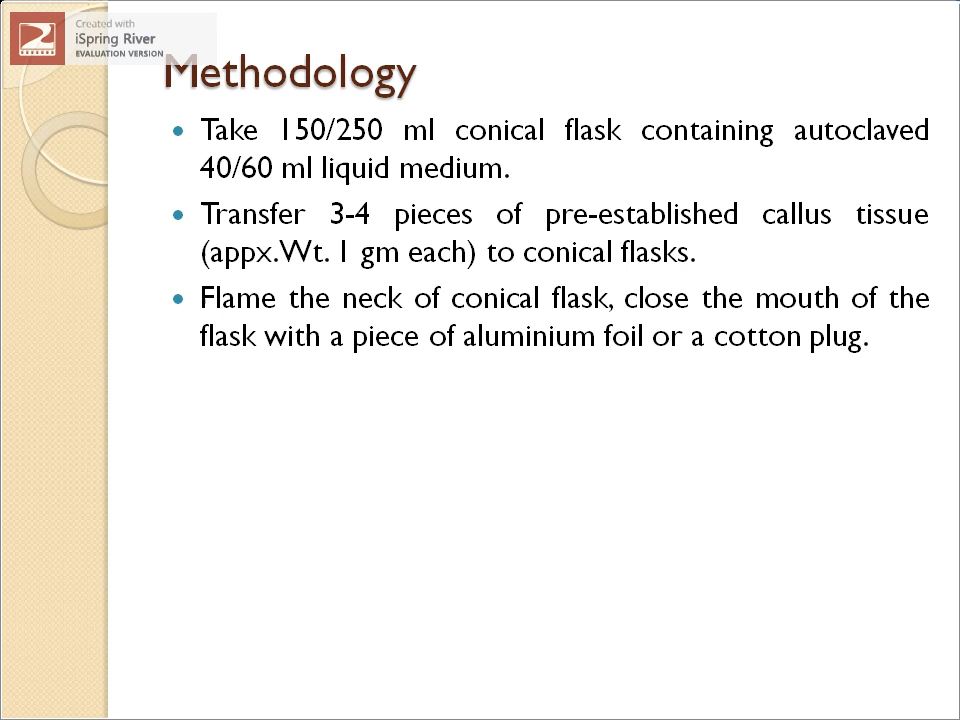 Created with
iSpring River
EVALUATION VERSION
Methodology
• Take 150/250 ml conical flask containing autoclaved
40/60 ml liquid medium.
• Transfer 3-4 pieces of pre-established callus tissue
(appx. Wt. 1 gm each) to conical flasks.
• Flame the neck of conical flask, close the mouth of the
flask with a piece of aluminium foil or a cotton plug.